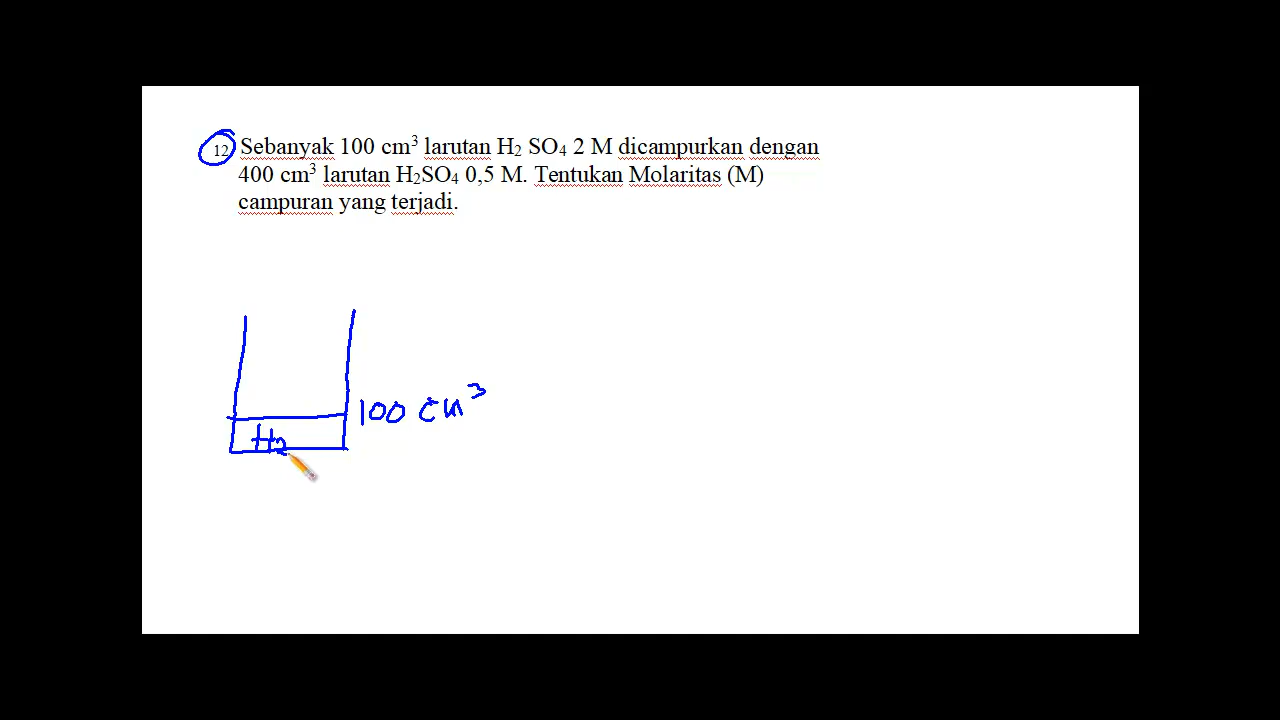 12 Sebanyak 100 cm³ larutan H₂ SO₄ 2 M dicampurkan dengan
400 cm³ larutan H₂SO₄ 0,5 M. Tentukan Molaritas (M)
campuran yang terjadi.
100 cm³
H₂